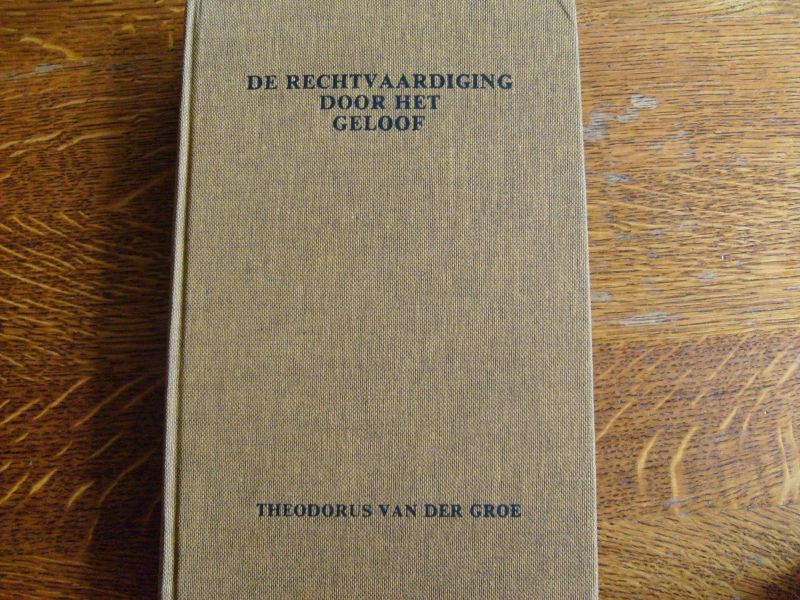 DE RECHTVAARDIGING
DOOR HET
GELOOF
THEODORUS VAN DER GROE